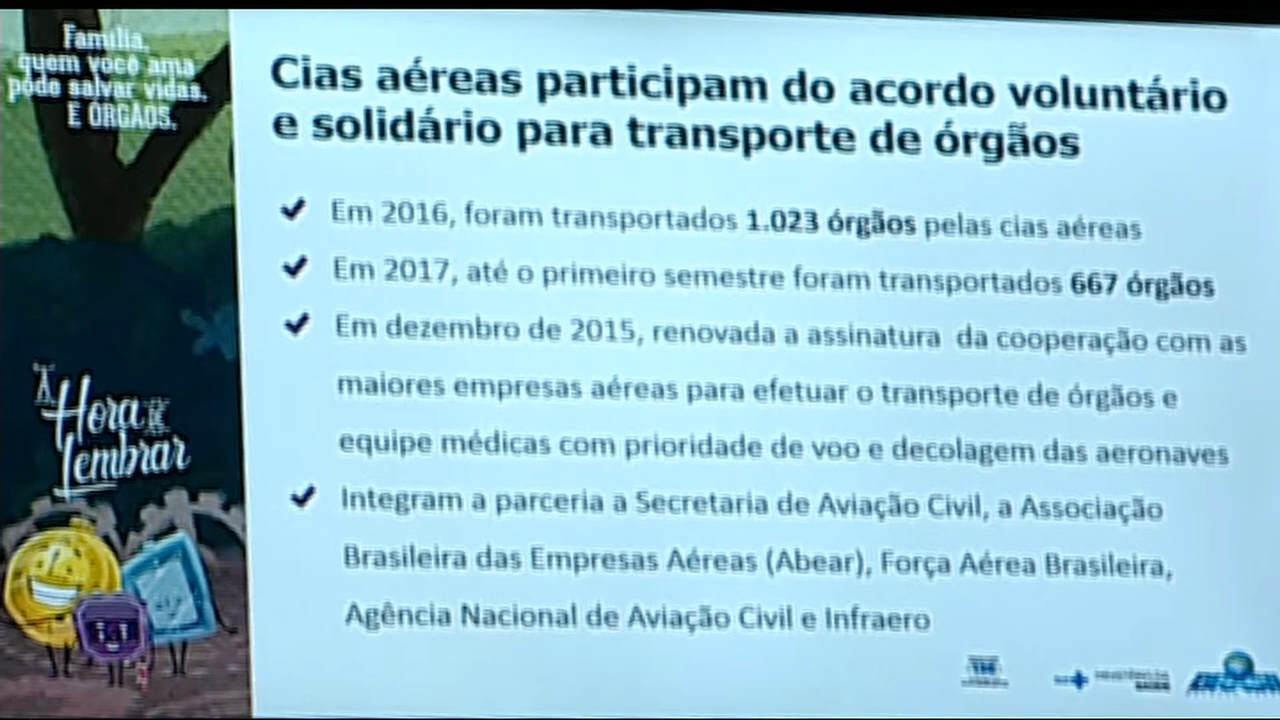 Família,
quem você ama
pode salvar vidas.
E ÓRGÃOS.
A
Hora DE
Lembrar
Cias aéreas participam do acordo voluntário
e solidário para transporte de órgãos
Em 2016, foram transportados 1.023 órgãos pelas cias aéreas
Em 2017, até o primeiro semestre foram transportados 667 órgãos
Em dezembro de 2015, renovada a assinatura da cooperação com as
maiores empresas aéreas para efetuar o transporte de órgãos e
equipe médicas com prioridade de voo e decolagem das aeronaves
Integram a parceria a Secretaria de Aviação Civil, a Associação
Brasileira das Empresas Aéreas (Abear), Força Aérea Brasileira,
Agência Nacional de Aviação Civil e Infraero